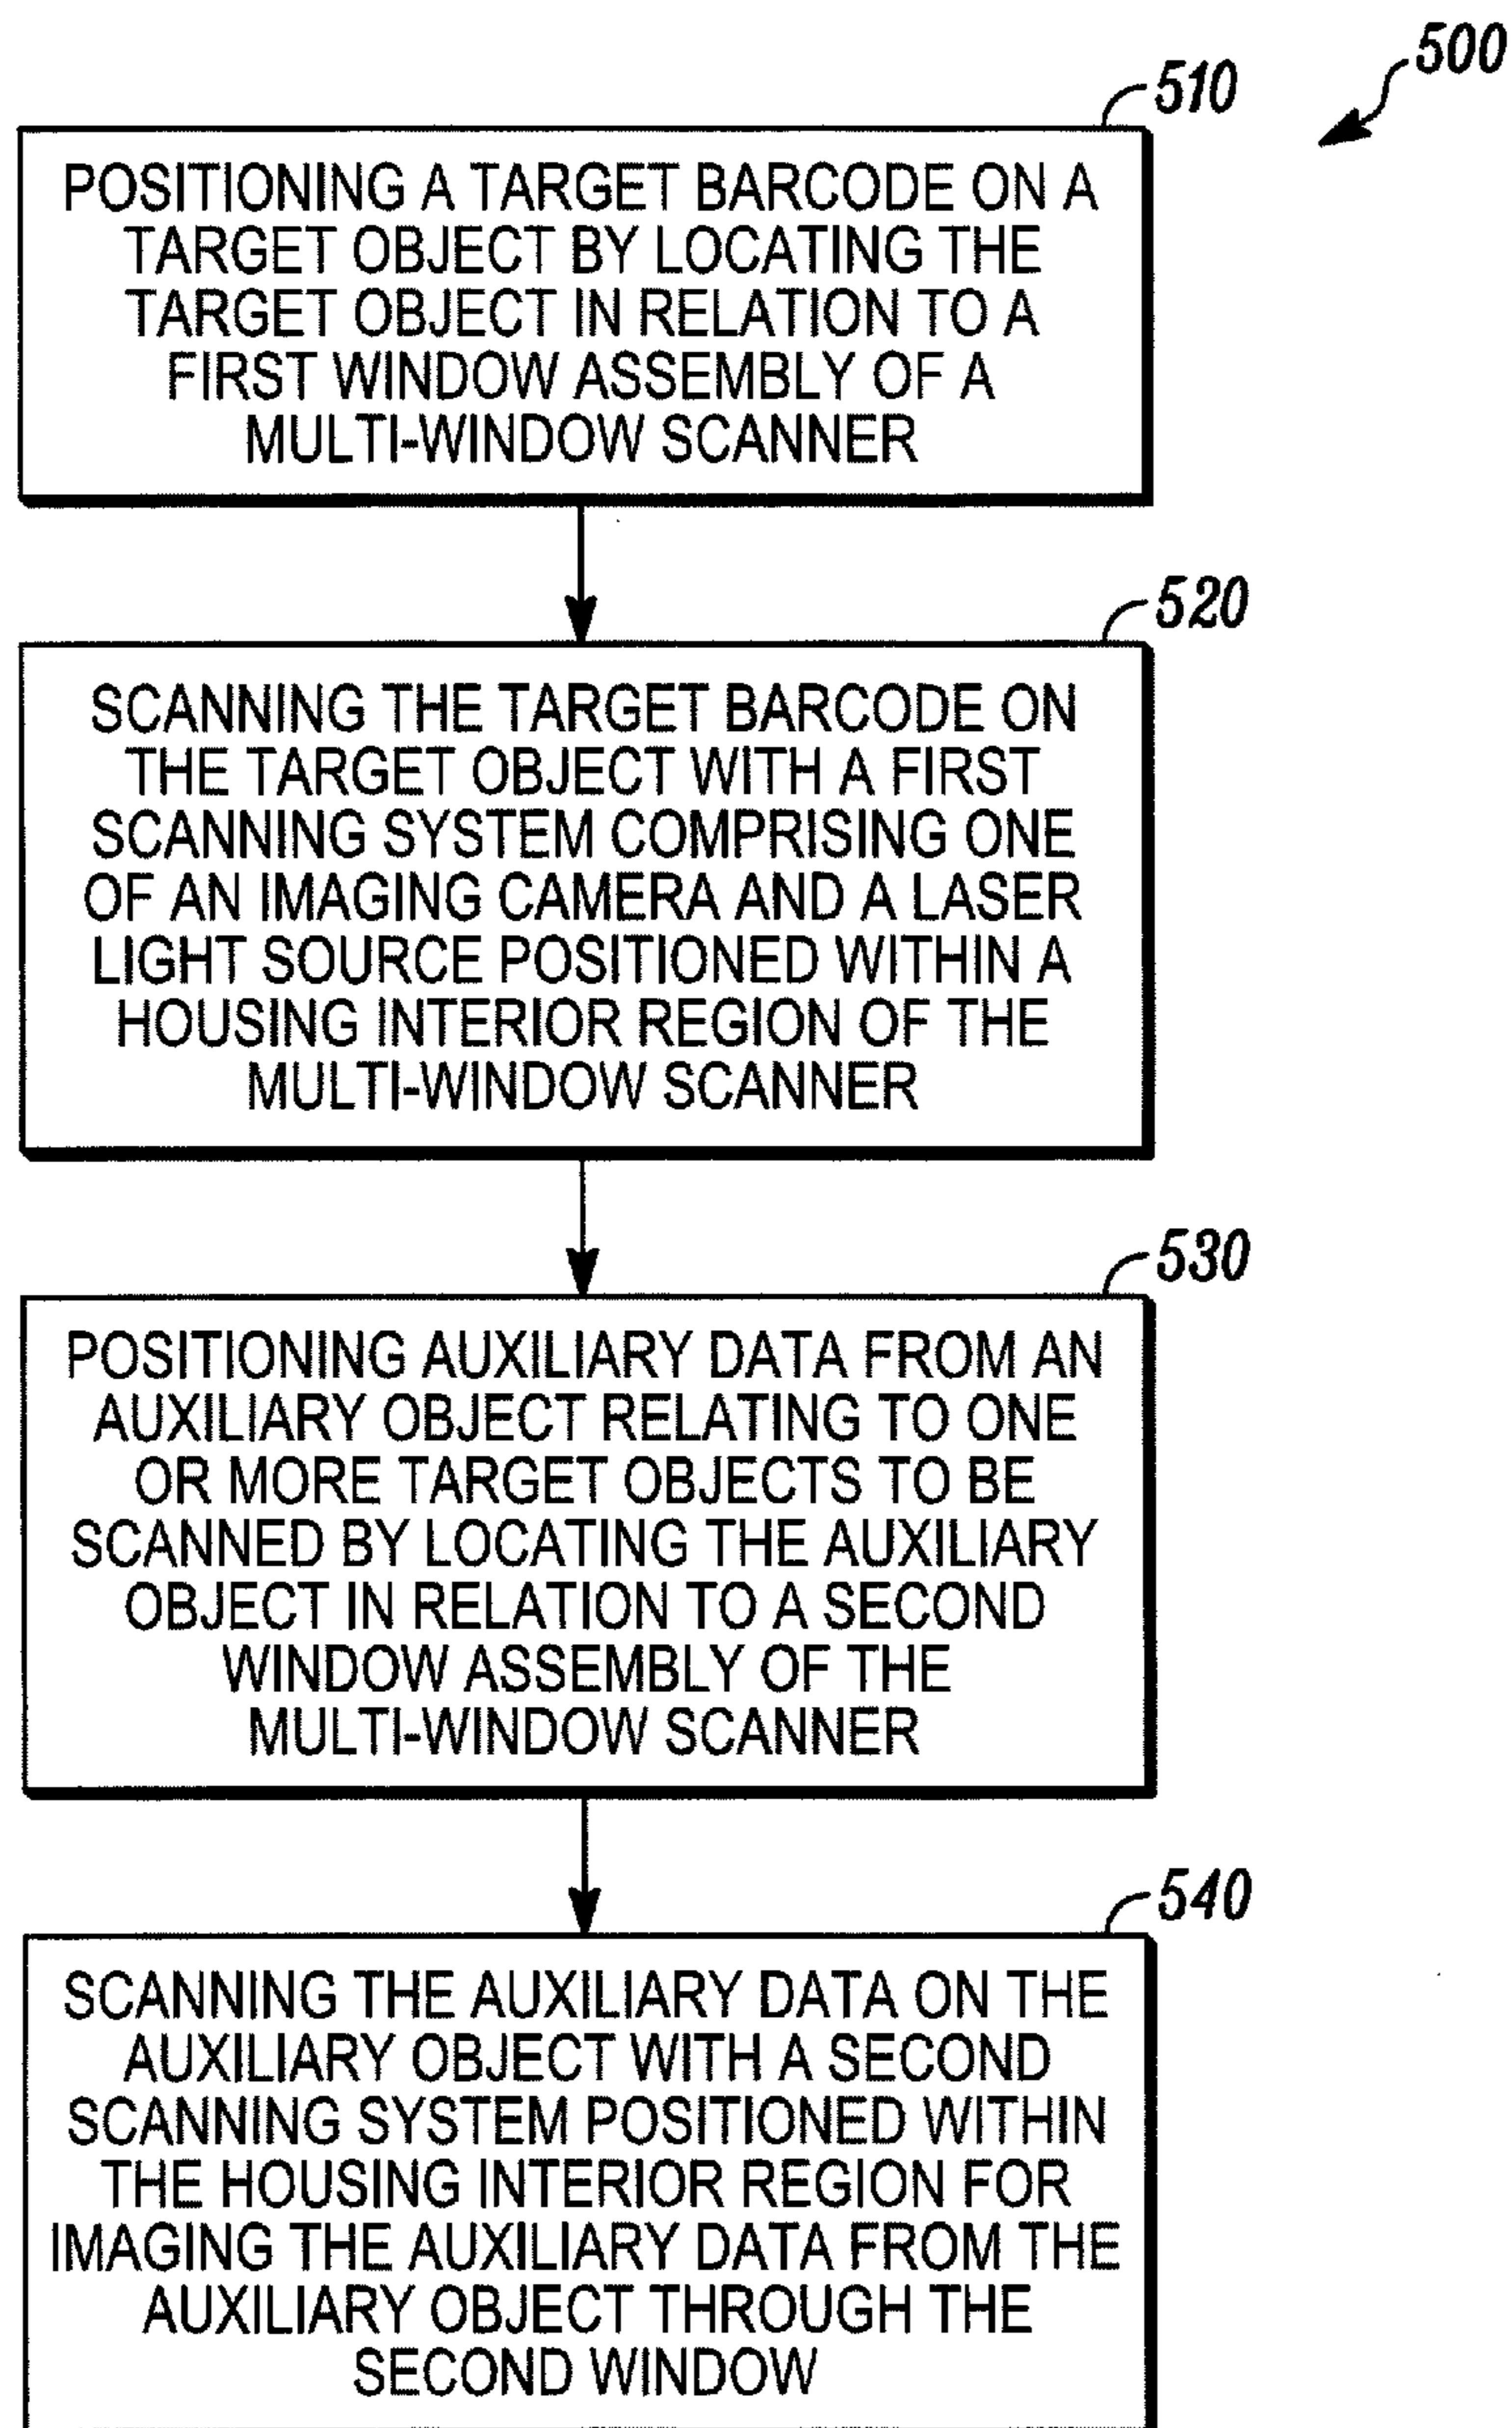 500
510
POSITIONING A TARGET BARCODE ON A
TARGET OBJECT BY LOCATING THE
TARGET OBJECT IN RELATION TO A
FIRST WINDOW ASSEMBLY OF A
MULTI-WINDOW SCANNER
520
SCANNING THE TARGET BARCODE ON
THE TARGET OBJECT WITH A FIRST
SCANNING SYSTEM COMPRISING ONE
OF AN IMAGING CAMERA AND A LASER
LIGHT SOURCE POSITIONED WITHIN A
HOUSING INTERIOR REGION OF THE
MULTI-WINDOW SCANNER
530
POSITIONING AUXILIARY DATA FROM AN
AUXILIARY OBJECT RELATING TO ONE
OR MORE TARGET OBJECTS TO BE
SCANNED BY LOCATING THE AUXILIARY
OBJECT IN RELATION TO A SECOND
WINDOW ASSEMBLY OF THE
MULTI-WINDOW SCANNER
540
SCANNING THE AUXILIARY DATA ON THE
AUXILIARY OBJECT WITH A SECOND
SCANNING SYSTEM POSITIONED WITHIN
THE HOUSING INTERIOR REGION FOR
IMAGING THE AUXILIARY DATA FROM THE
AUXILIARY OBJECT THROUGH THE
SECOND WINDOW